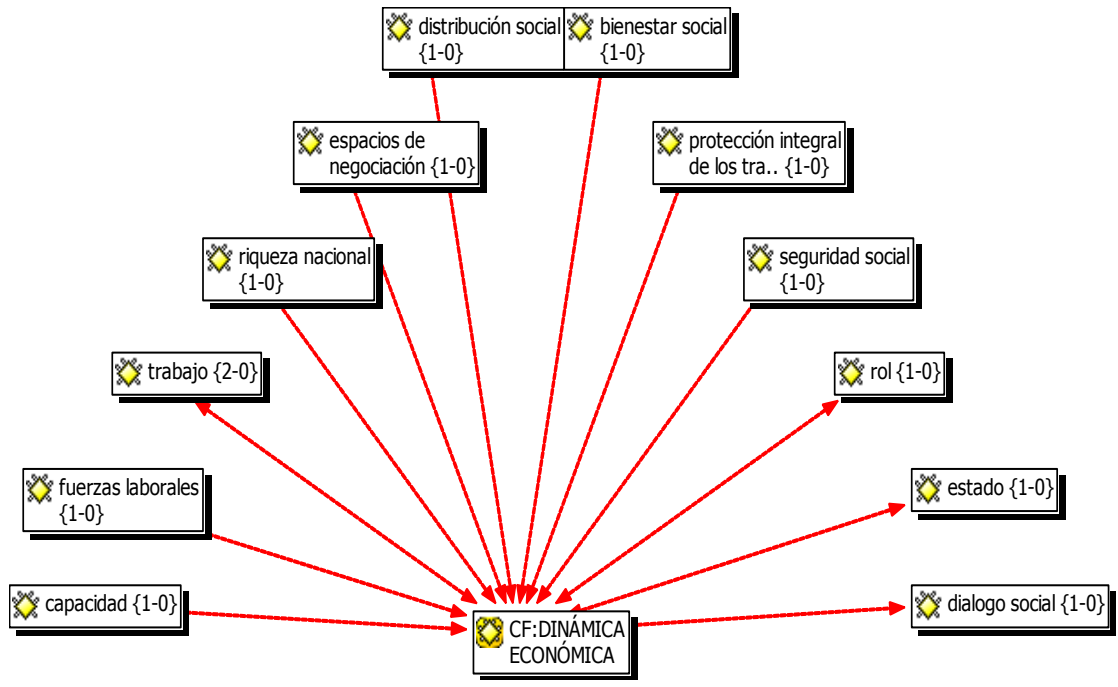 distribución social
{1-0}
bienestar social
{1-0}
espacios de
negociación {1-0}
protección integral
de los tra.. {1-0}
riqueza nacional
{1-0}
seguridad social
{1-0}
trabajo {2-0}
rol {1-0}
fuerzas laborales
{1-0}
estado {1-0}
capacidad {1-0}
dialogo social {1-0}
CF:DINÁMICA
ECONÓMICA